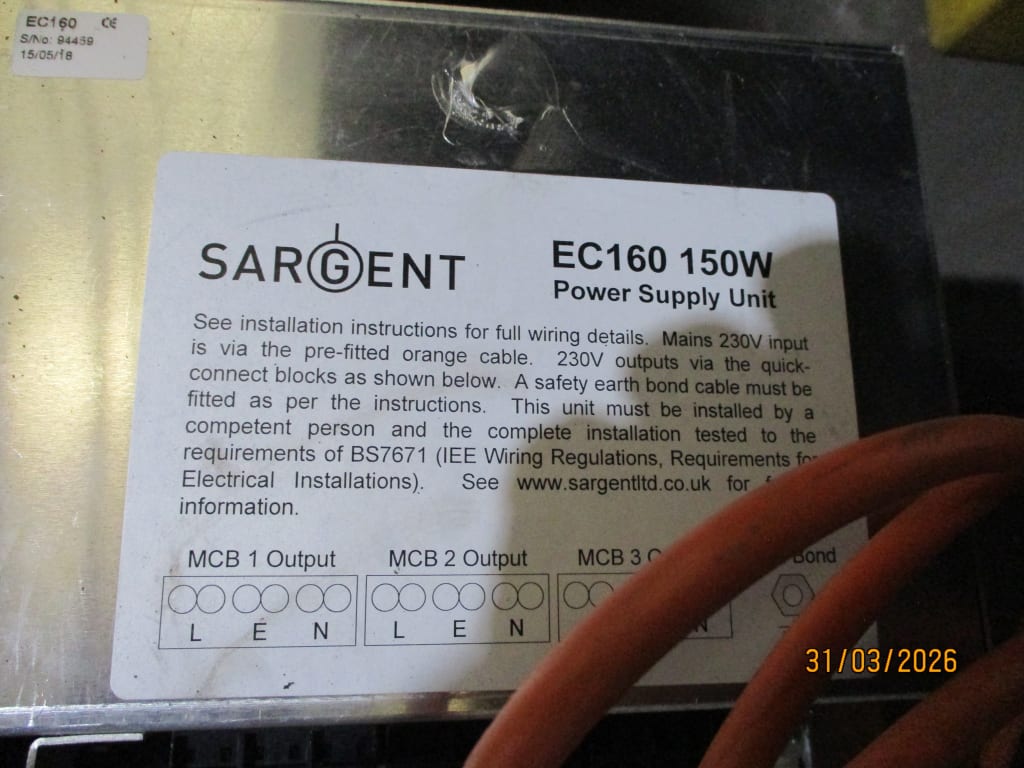 EC160 CE
S/No: 94459
15/05/18
SARGENT
EC160 150W
Power Supply Unit
See installation instructions for full wiring details. Mains 230V input
is via the pre-fitted orange cable. 230V outputs via the quick-
connect blocks as shown below. A safety earth bond cable must be
fitted as per the instructions. This unit must be installed by a
competent person and the complete installation tested to the
requirements of BS7671 (IEE Wiring Regulations, Requirements for
Electrical Installations). See www.sargentltd.co.uk for
information.
MCB 1 Output MCB 2 Output MCB 3 Bond
L E N L E N N
31/03/2026